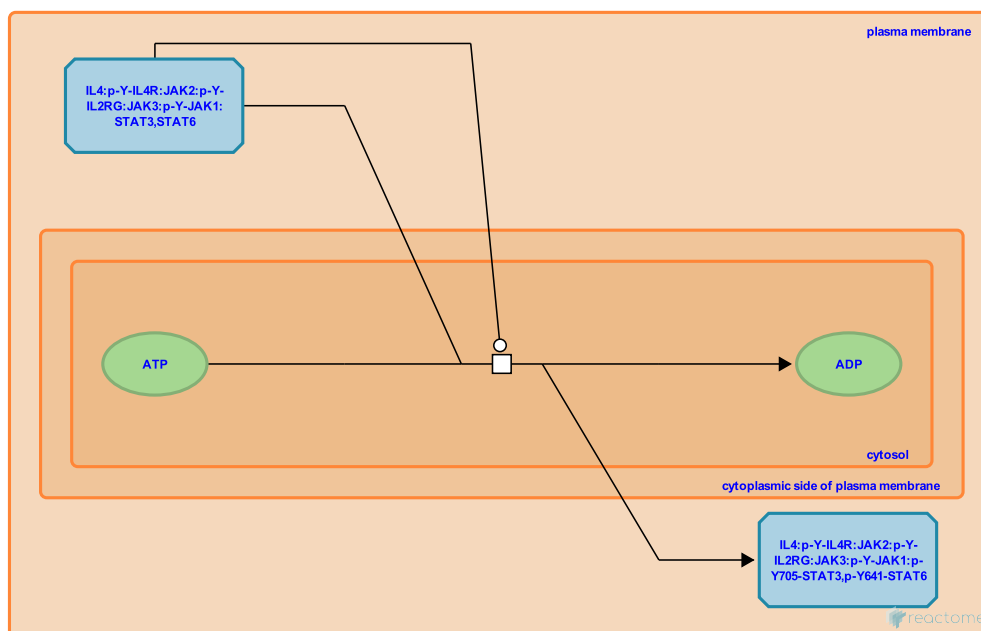 plasma membrane
IL4:p-Y-IL4R:JAK2:p-Y-
IL2RG:JAK3:p-Y-JAK1:
STAT3,STAT6
ATP
ADP
cytosol
cytoplasmic side of plasma membrane
IL4:p-Y-IL4R:JAK2:p-Y-
IL2RG:JAK3:p-Y-JAK1:p-
Y705-STAT3,p-Y641-STAT6
reactome